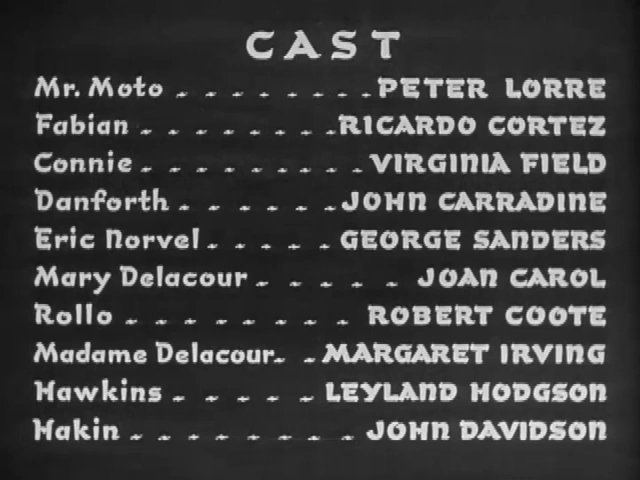 CAST
Mr. Moto . . . . . . . . PETER LORRE
Fabian . . . . . . . . RICARDO CORTEZ
Connie . . . . . . . . VIRGINIA FIELD
Danforth . . . . . . JOHN CARRADINE
Eric Norvel . . . . . GEORGE SANDERS
Mary Delacour . . . . . JOAN CAROL
Rollo . . . . . . . . ROBERT COOTE
Madame Delacour . . MARGARET IRVING
Hawkins . . . . . LEYLAND HODGSON
Hakin . . . . . . . . JOHN DAVIDSON